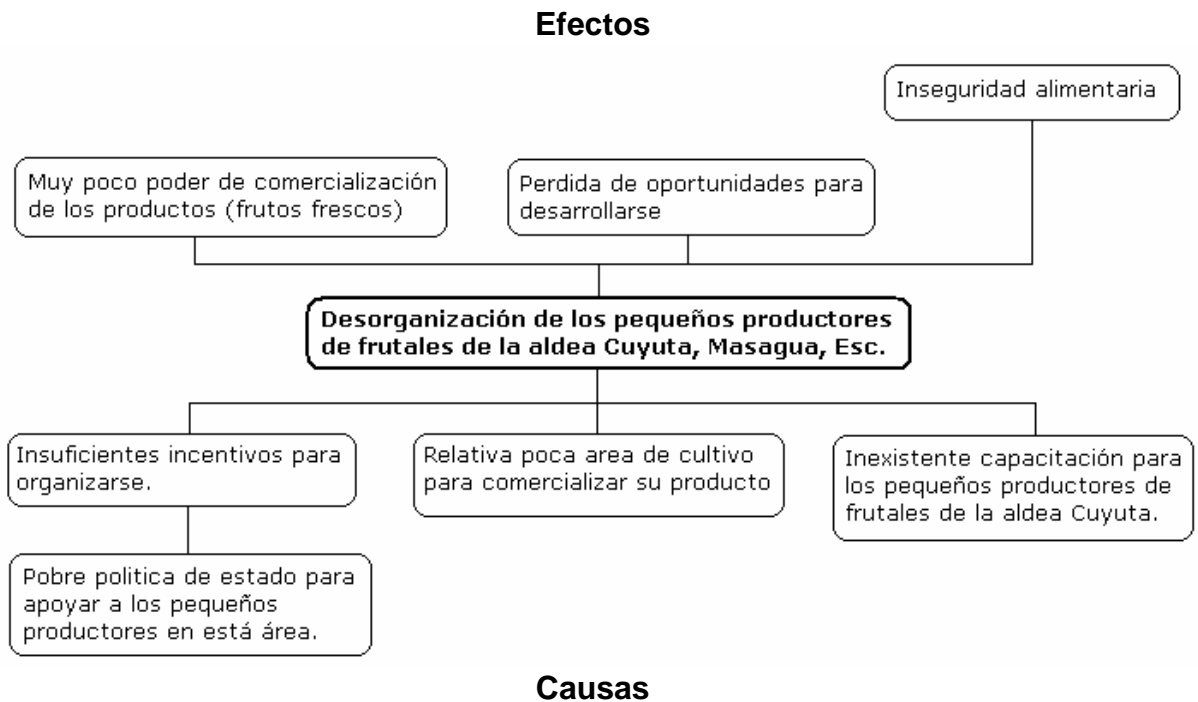 Efectos
Inseguridad alimentaria
Muy poco poder de comercialización
de los productos (frutos frescos)
Perdida de oportunidades para
desarrollarse
Desorganización de los pequeños productores
de frutales de la aldea Cuyuta, Masagua, Esc.
Insuficientes incentivos para
organizarse.
Relativa poca area de cultivo
para comercializar su producto
Inexistente capacitación para
los pequeños productores de
frutales de la aldea Cuyuta.
Pobre politica de estado para
apoyar a los pequeños
productores en está área.
Causas